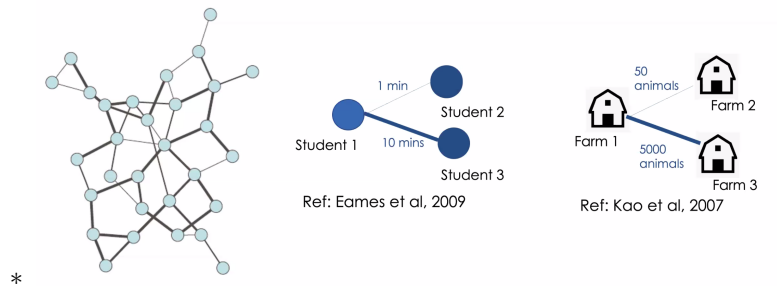 1 min
Student 2
Student 1
10 mins
Student 3
Ref: Eames et al, 2009
50
animals
Farm 2
Farm 1
5000
animals
Farm 3
Ref: Kao et al, 2007
*